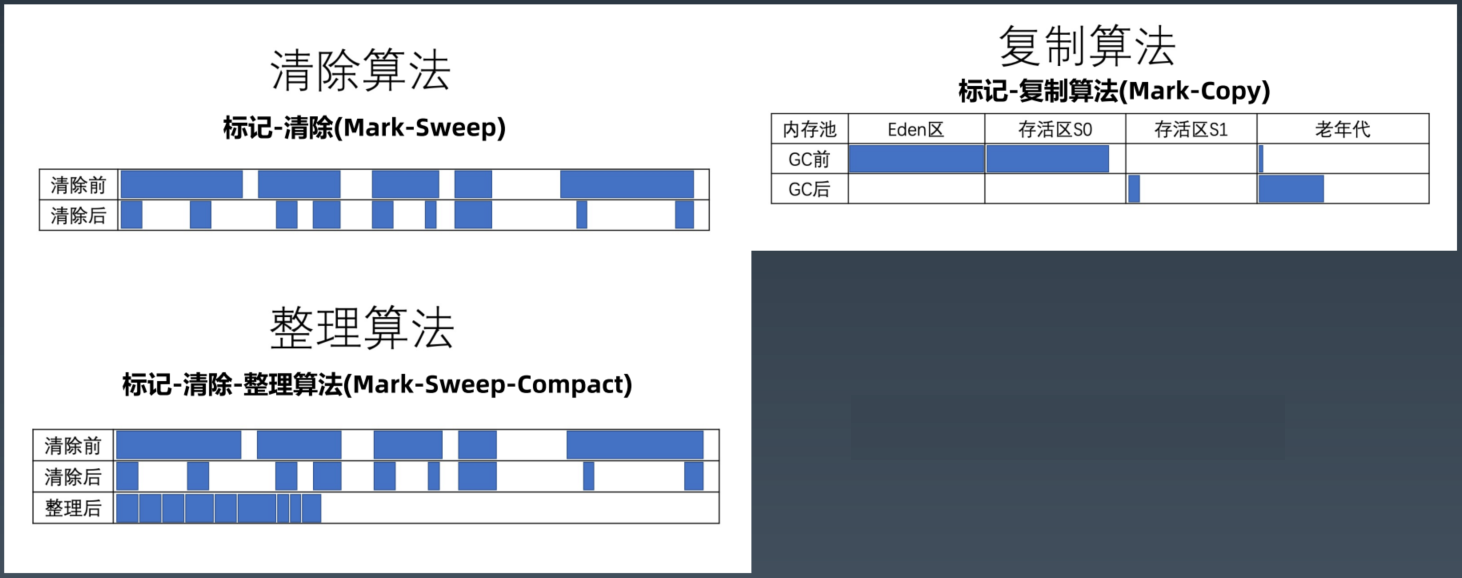 清除算法
标记-清除(Mark-Sweep)
清除前
清除后
复制算法
标记-复制算法(Mark-Copy)
内存池 Eden区 存活区S0 存活区S1 老年代
GC前
GC后
整理算法
标记-清除-整理算法(Mark-Sweep-Compact)
清除前
清除后
整理后